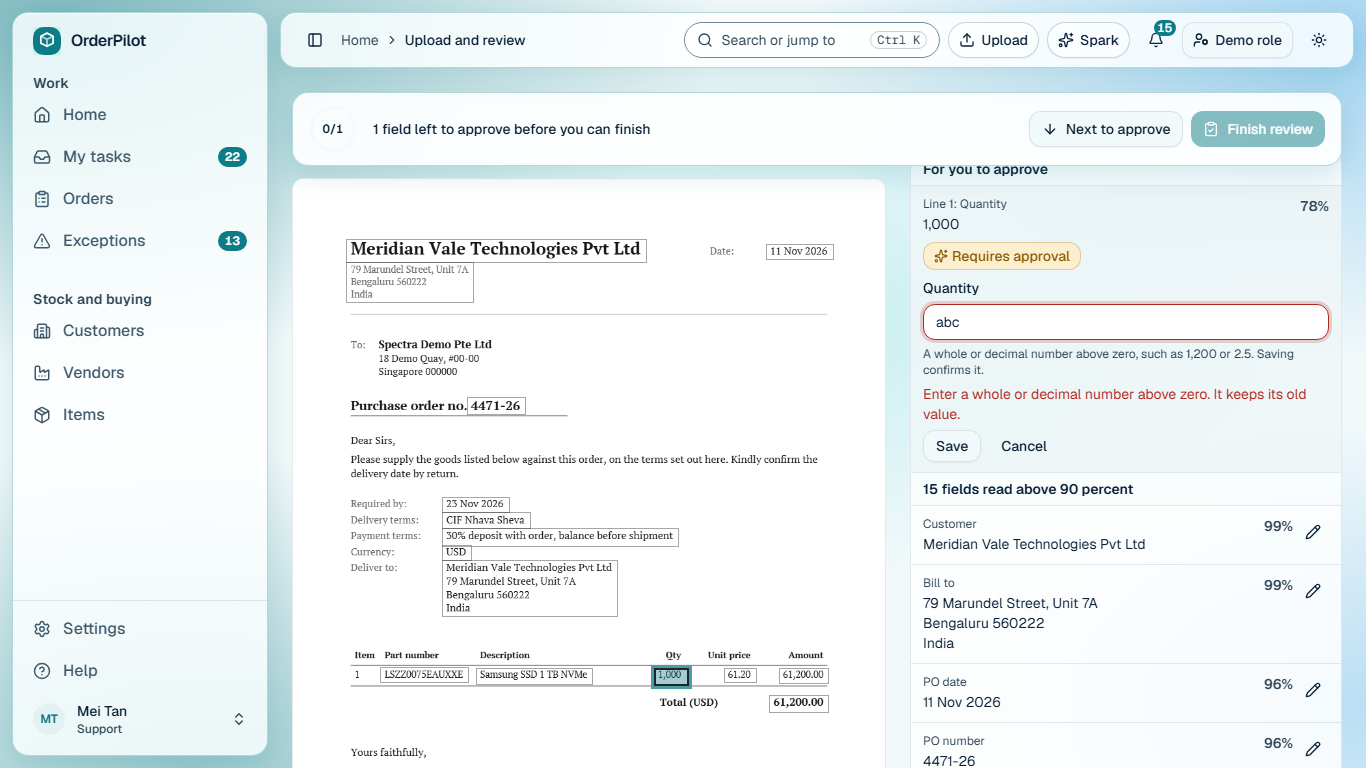 OrderPilot
Work
Home
My tasks
22
Orders
Exceptions
13
Stock and buying
Customers
Vendors
Items
Settings
Help
MT
Mei Tan
Support
Home > Upload and review
Search or jump to
Ctrl K
Upload
Spark
15
Demo role
0/1
1 field left to approve before you can finish
Next to approve
Finish review
Meridian Vale Technologies Pvt Ltd
Date: 11 Nov 2026
79 Marundel Street, Unit 7A
Bengaluru 560222
India
To: Spectra Demo Pte Ltd
18 Demo Quay, #00-00
Singapore 000000
Purchase order no. 4471-26
Dear Sirs,
Please supply the goods listed below against this order, on the terms set out here. Kindly confirm the
delivery date by return.
Required by: 23 Nov 2026
Delivery terms: CIF Nhava Sheva
Payment terms: 30% deposit with order, balance before shipment
Currency: USD
Deliver to: Meridian Vale Technologies Pvt Ltd
79 Marundel Street, Unit 7A
Bengaluru 560222
India
Item Part number Description Qty Unit price Amount
1 LSZZ0075EAUXXE Samsung SSD 1 TB NVMe 1,000 61.20 61,200.00
Total (USD) 61,200.00
Yours faithfully,
For you to approve
Line 1: Quantity
78%
1,000
Requires approval
Quantity
abc
A whole or decimal number above zero, such as 1,200 or 2.5. Saving
confirms it.
Enter a whole or decimal number above zero. It keeps its old
value.
Save
Cancel
15 fields read above 90 percent
Customer
99%
Meridian Vale Technologies Pvt Ltd
Bill to
99%
79 Marundel Street, Unit 7A
Bengaluru 560222
India
PO date
96%
11 Nov 2026
PO number
96%
4471-26